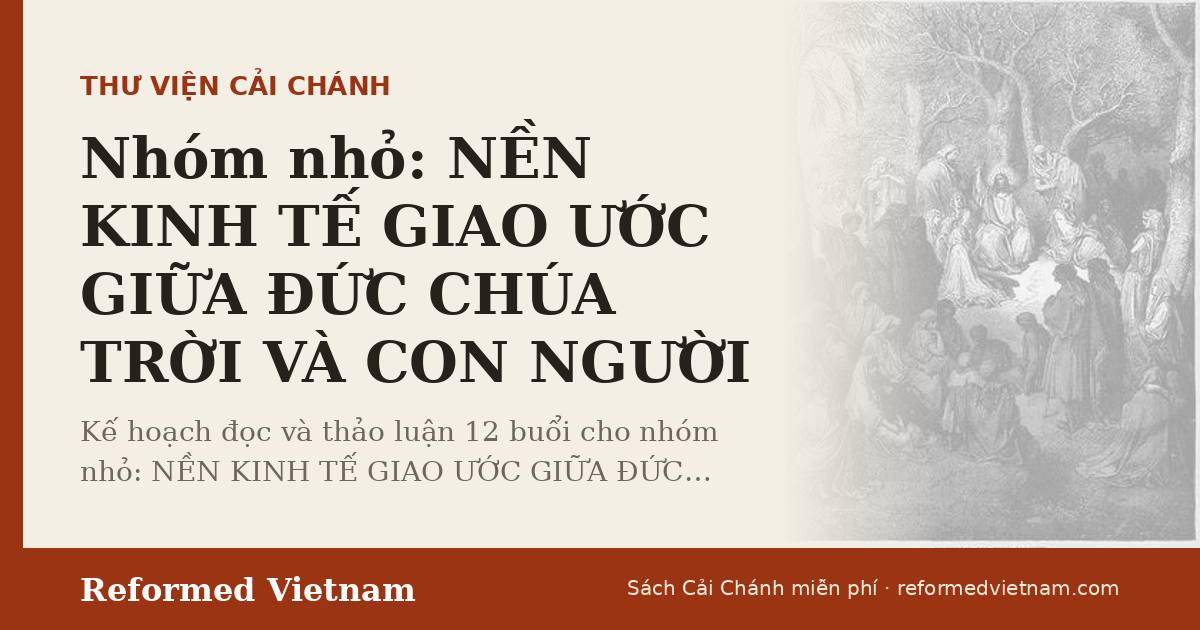 THƯ VIỆN CẢI CHÁNH
Nhóm nhỏ: NỀN
KINH TẾ GIAO ƯỚC
GIỮA ĐỨC CHÚA
TRỜI VÀ CON NGƯỜI
Kế hoạch đọc và thảo luận 12 buổi cho nhóm
nhỏ: NỀN KINH TẾ GIAO ƯỚC GIỮA ĐỨC...
Reformed Vietnam
Sách Cải Chánh miễn phí · reformedvietnam.com